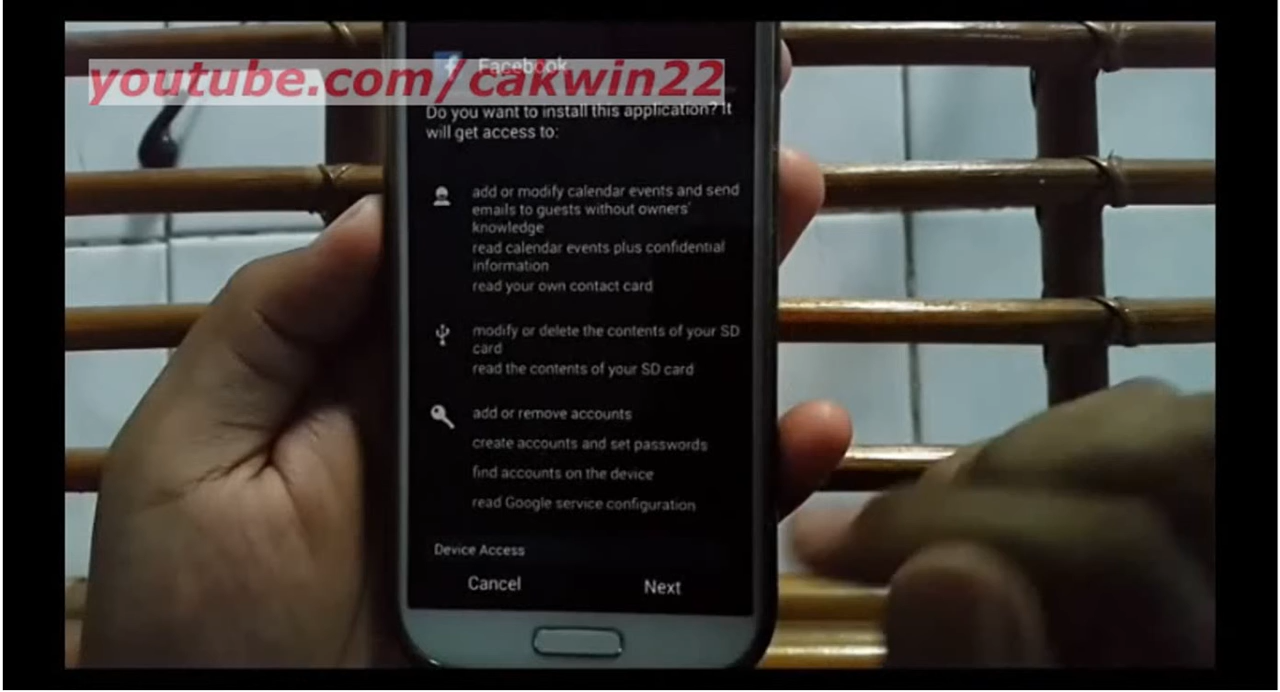 youtube.com/cakwin22
Facebook
Do you want to install this application? It
will get access to:
add or modify calendar events and send
emails to guests without owners'
knowledge
read calendar events plus confidential
information
read your own contact card
modify or delete the contents of your SD
card
read the contents of your SD card
add or remove accounts
create accounts and set passwords
find accounts on the device
read Google service configuration
Device Access
Cancel
Next